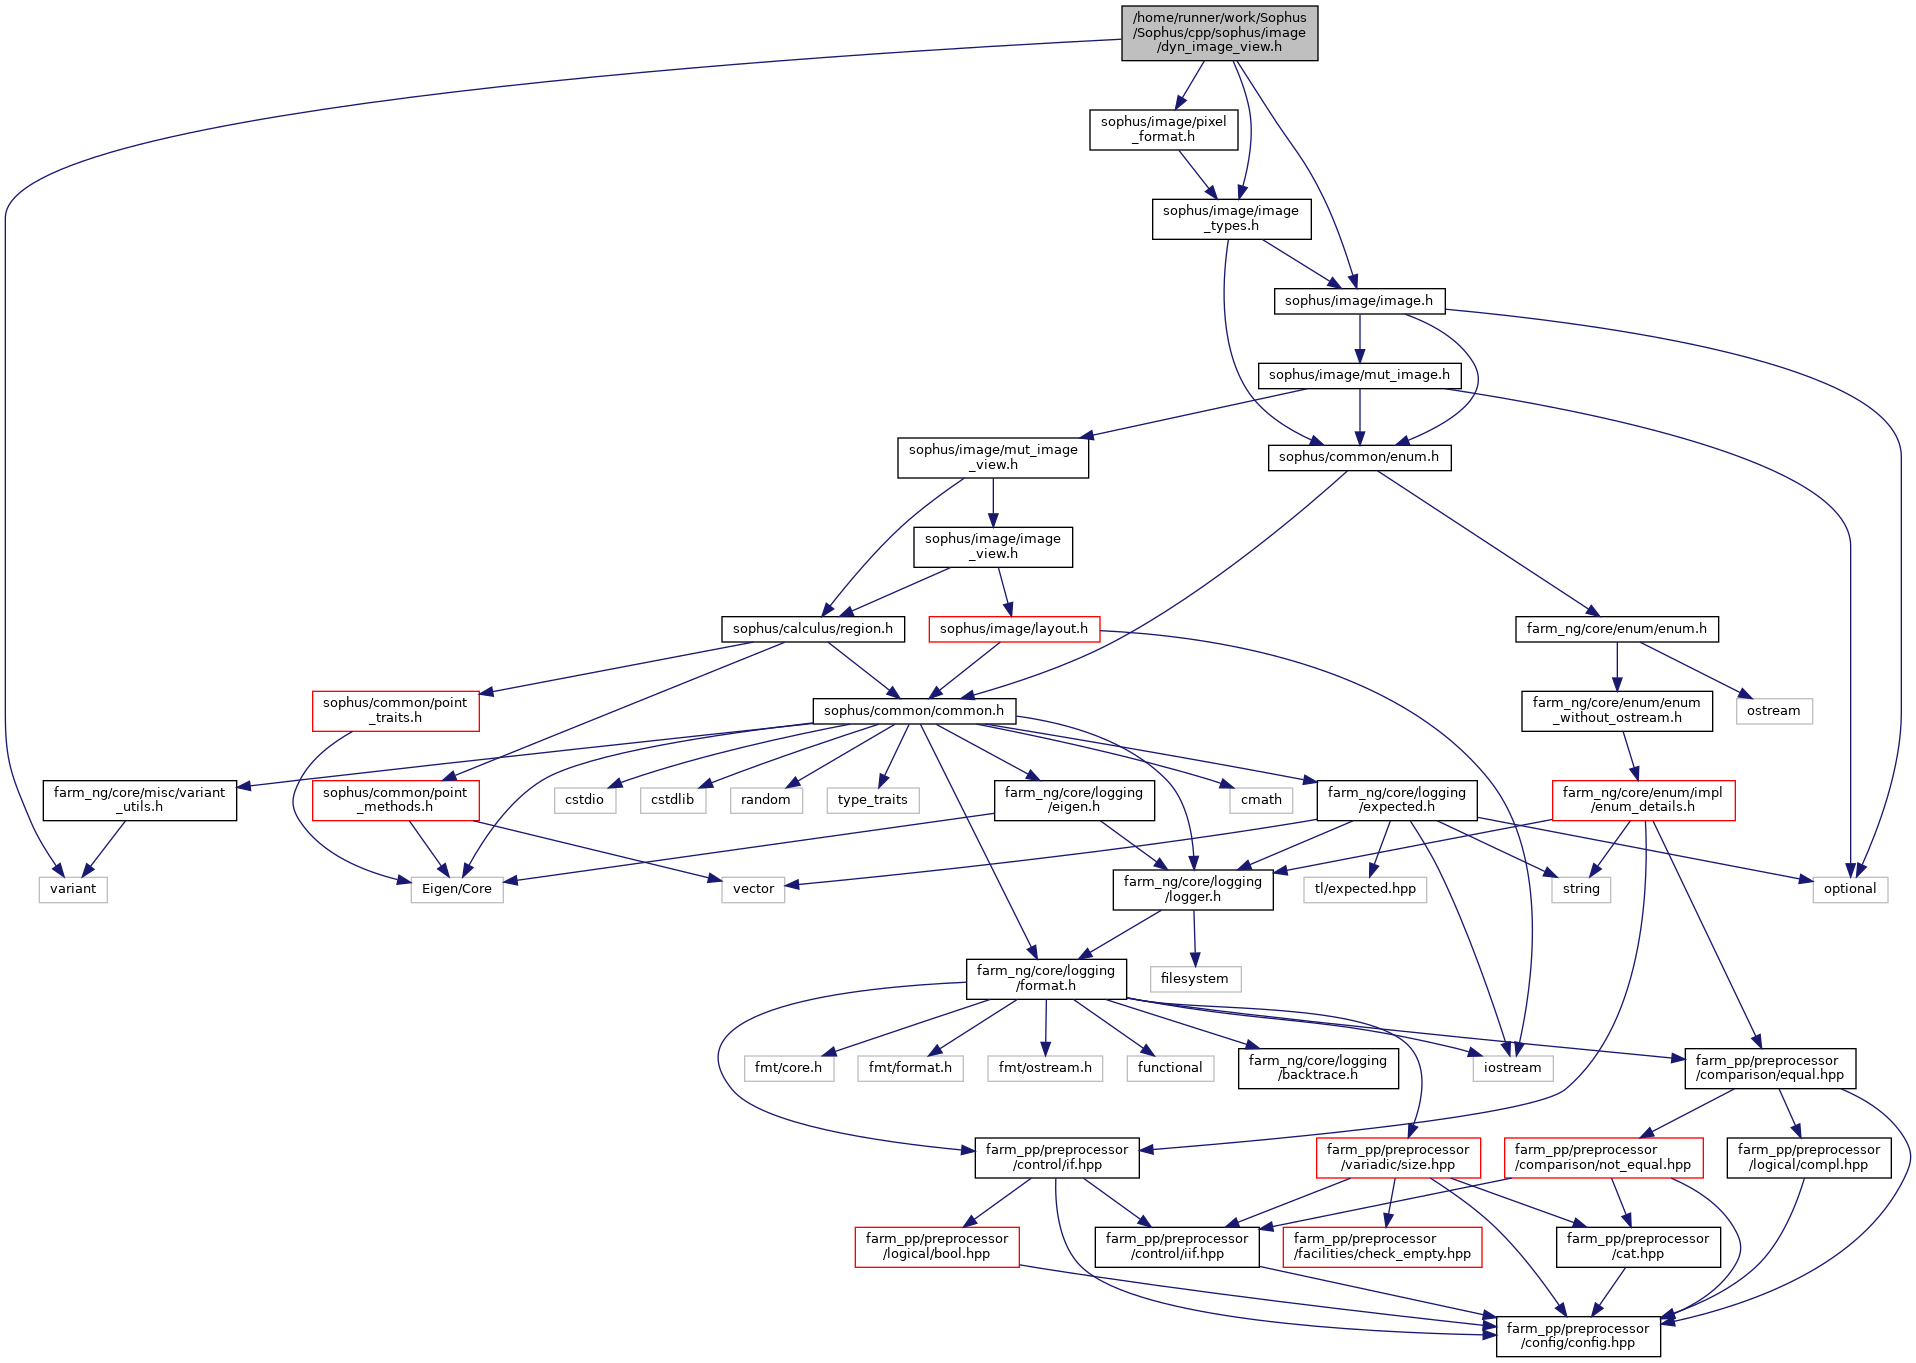 /home/runner/work/Sophus
/Sophus/cpp/sophus/image
/dyn_image_view.h
sophus/image/pixel
_format.h
sophus/image/image
_types.h
sophus/image/image.h
sophus/image/mut_image.h
sophus/image/mut_image
_view.h
sophus/common/enum.h
sophus/image/image
_view.h
sophus/calculus/region.h
sophus/image/layout.h
farm_ng/core/enum/enum.h
sophus/common/point
_traits.h
sophus/common/common.h
farm_ng/core/enum/enum
_without_ostream.h
ostream
farm_ng/core/misc/variant
_utils.h
sophus/common/point
_methods.h
cstdio
cstdlib
random
type_traits
farm_ng/core/logging
/eigen.h
cmath
farm_ng/core/logging
/expected.h
farm_ng/core/enum/impl
/enum_details.h
variant
Eigen/Core
vector
farm_ng/core/logging
/logger.h
tl/expected.hpp
string
optional
farm_ng/core/logging
/format.h
filesystem
fmt/core.h
fmt/format.h
fmt/ostream.h
functional
farm_ng/core/logging
/backtrace.h
iostream
farm_pp/preprocessor
/comparison/equal.hpp
farm_pp/preprocessor
/control/if.hpp
farm_pp/preprocessor
/variadic/size.hpp
farm_pp/preprocessor
/comparison/not_equal.hpp
farm_pp/preprocessor
/logical/compl.hpp
farm_pp/preprocessor
/logical/bool.hpp
farm_pp/preprocessor
/control/iif.hpp
farm_pp/preprocessor
/facilities/check_empty.hpp
farm_pp/preprocessor
/cat.hpp
farm_pp/preprocessor
/config/config.hpp